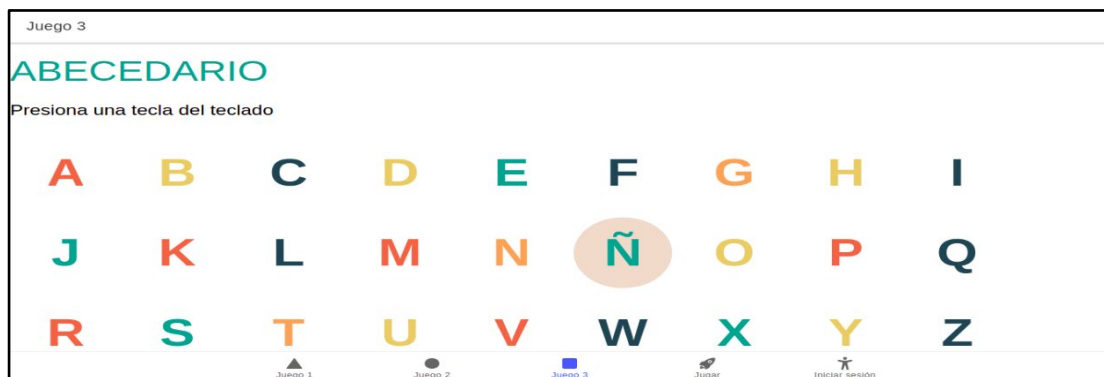 Juego 3
ABECEDARIO
Presiona una tecla del teclado
A B C D E F G H I
J K L M N Ñ O P Q
R S T U V W X Y Z
Juego 1 Juego 2 Juego 3 Jugar Iniciar sesión